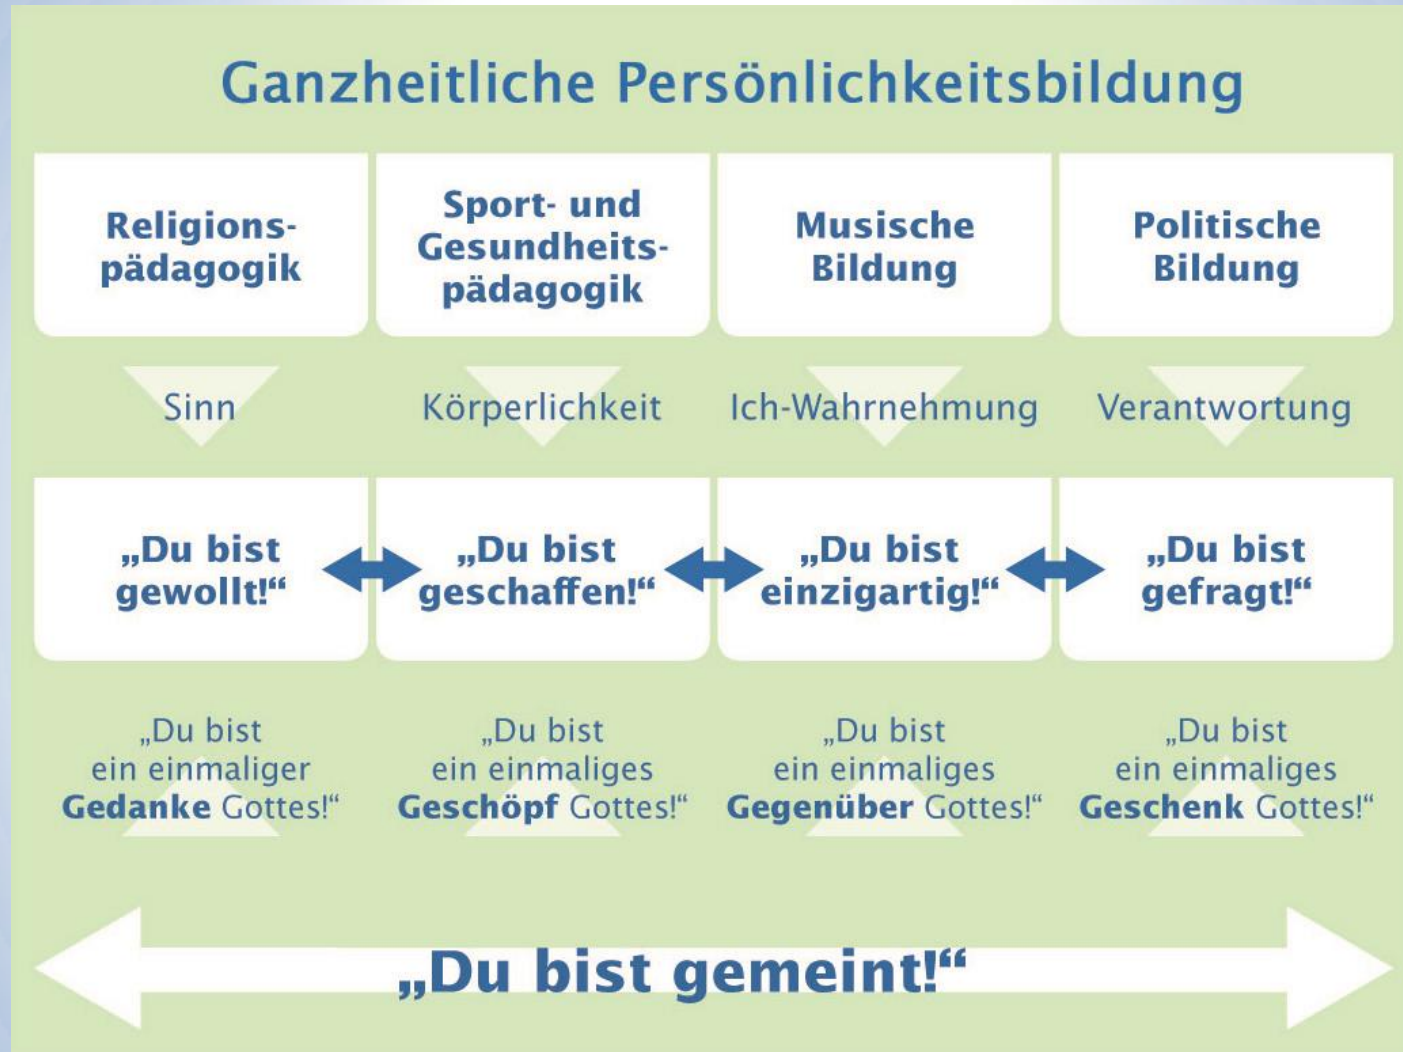 Ganzheitliche Persönlichkeitsbildung
Religions-
pädagogik
Sport- und
Gesundheits-
pädagogik
Musische
Bildung
Politische
Bildung
Sinn
Körperlichkeit
Ich-Wahrnehmung
Verantwortung
„Du bist
gewollt!“
„Du bist
geschaffen!“
„Du bist
einzigartig!“
„Du bist
gefragt!“
„Du bist
ein einmaliger
Gedanke Gottes!“
„Du bist
ein einmaliges
Geschöpf Gottes!“
„Du bist
ein einmaliges
Gegenüber Gottes!“
„Du bist
ein einmaliges
Geschenk Gottes!“
„Du bist gemeint!“